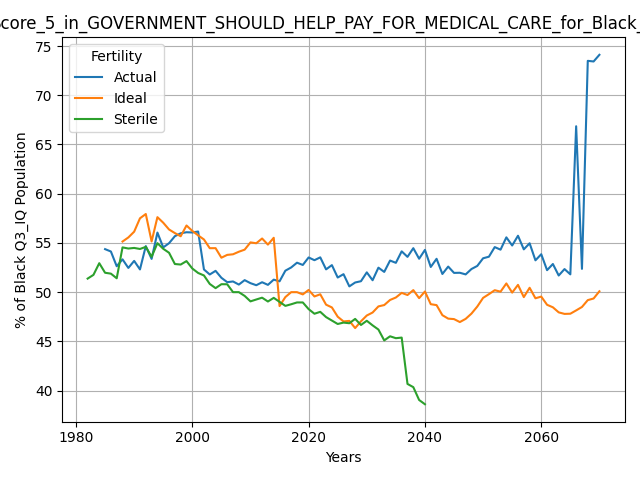 core_5_in_GOVERNMENT_SHOULD_HELP_PAY_FOR_MEDICAL_CARE_for_Black_
Fertility
Actual
Ideal
Sterile
% of Black Q3_IQ Population
75
70
65
60
55
50
45
40
1980
2000
2020
2040
2060
Years